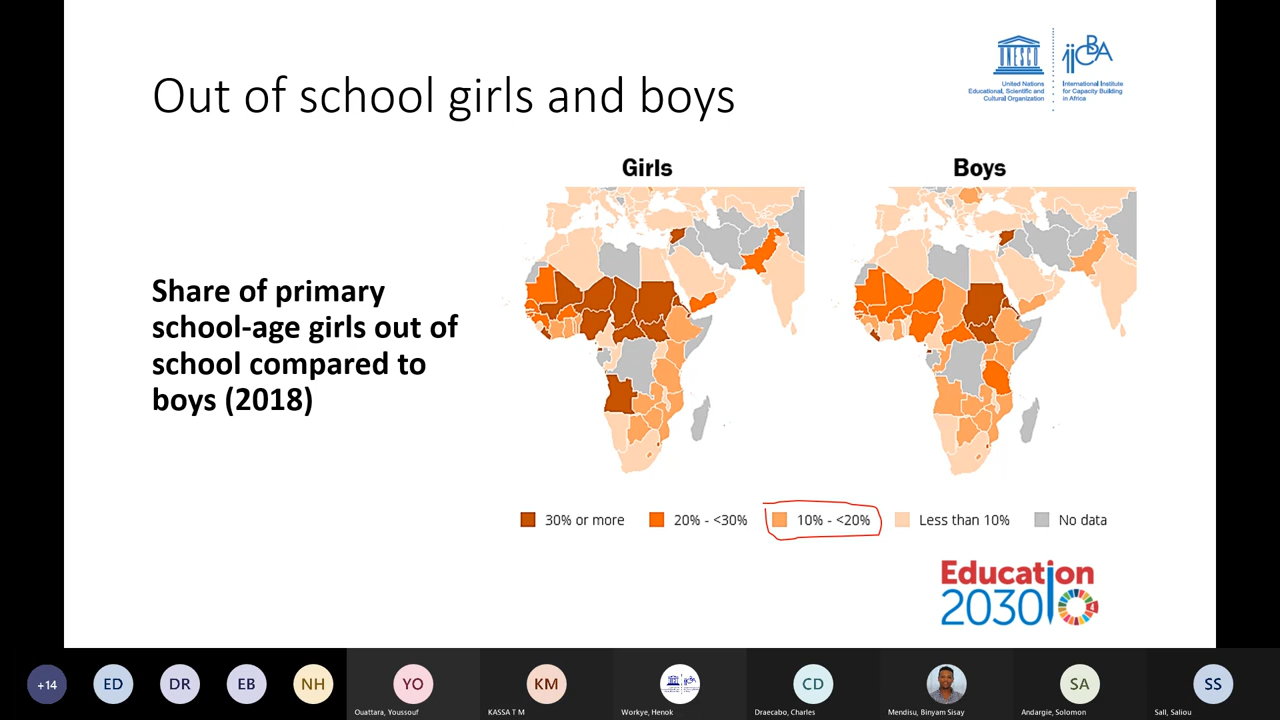 Out of school girls and boys
UNESCO
United Nations
Educational, Scientific and
Cultural Organization
iicBA
International Institute
for Capacity Building
in Africa
Girls
Boys
Share of primary
school-age girls out of
school compared to
boys (2018)
30% or more
20% - <30%
10% - <20%
Less than 10%
No data
Education
2030
4
+14
ED
DR
EB
NH
YO
KM
CD
SA
SS
Ouattara, Youssouf
KASSA T M
Workye, Henok
Draecabo, Charles
Mendisu, Binyam Sisay
Andargie, Solomon
Sall, Saliou